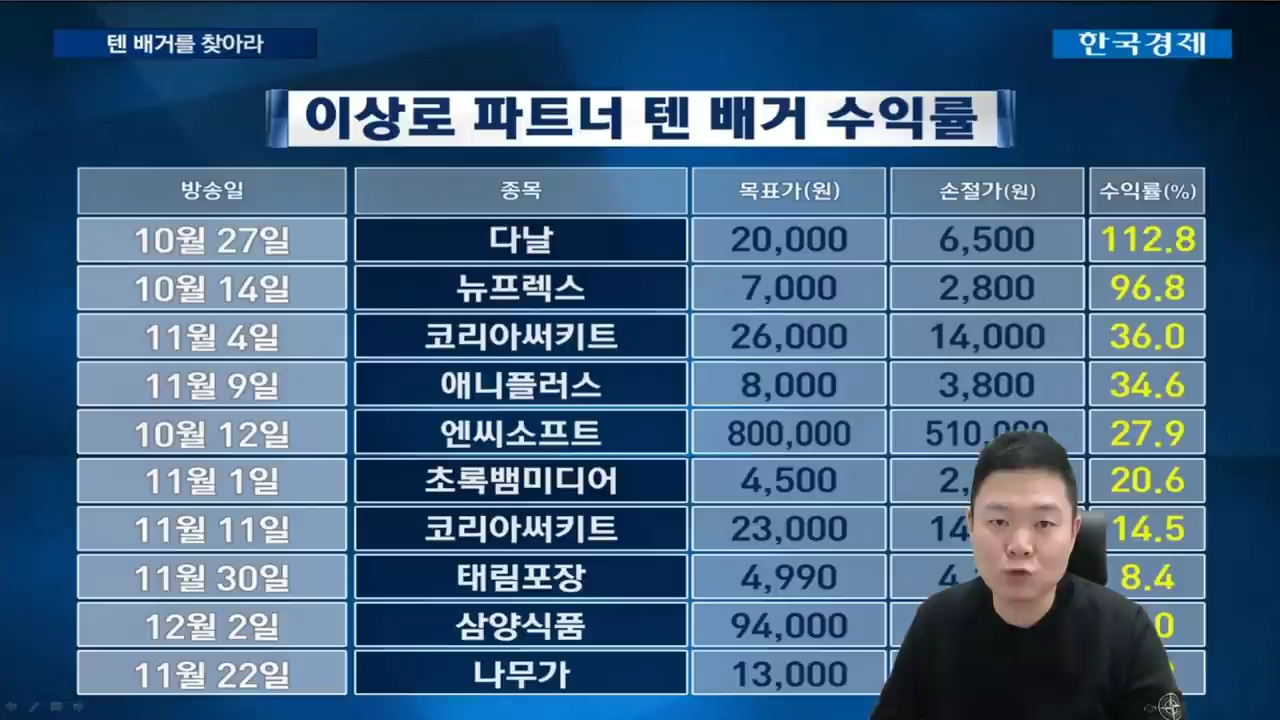 텐 배거를 찾아라
한국경제
이상로 파트너 텐 배거 수익률
방송일 종목 목표가(원) 손절가(원) 수익률(%)
10월 27일 다날 20,000 6,500 112.8
10월 14일 뉴프렉스 7,000 2,800 96.8
11월 4일 코리아써키트 26,000 14,000 36.0
11월 9일 애니플러스 8,000 3,800 34.6
10월 12일 엔씨소프트 800,000 27.9
11월 1일 초록뱀미디어 4,500 20.6
11월 11일 코리아써키트 23,000 14.5
11월 30일 태림포장 4,990 8.4
12월 2일 삼양식품 94,000
11월 22일 나무가 13,000